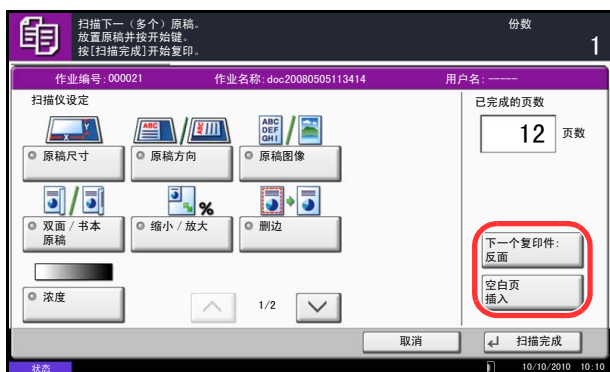 扫描下一（多个）原稿。
放置原稿并按开始键。
按[扫描完成]开始复印。
份数
1
作业编号:000021
作业名称:doc20080505113414
用户名:-----
扫描仪设定
已完成的页数
12 页数
ABC
ABC
DEF
GHI
原稿尺寸
原稿方向
原稿图像
%
双面 / 书本
原稿
缩小 / 放大
删边
下一个复印件:
反面
空白页
插入
浓度
1/2
取消
扫描完成
状态
10/10/2010 10:10